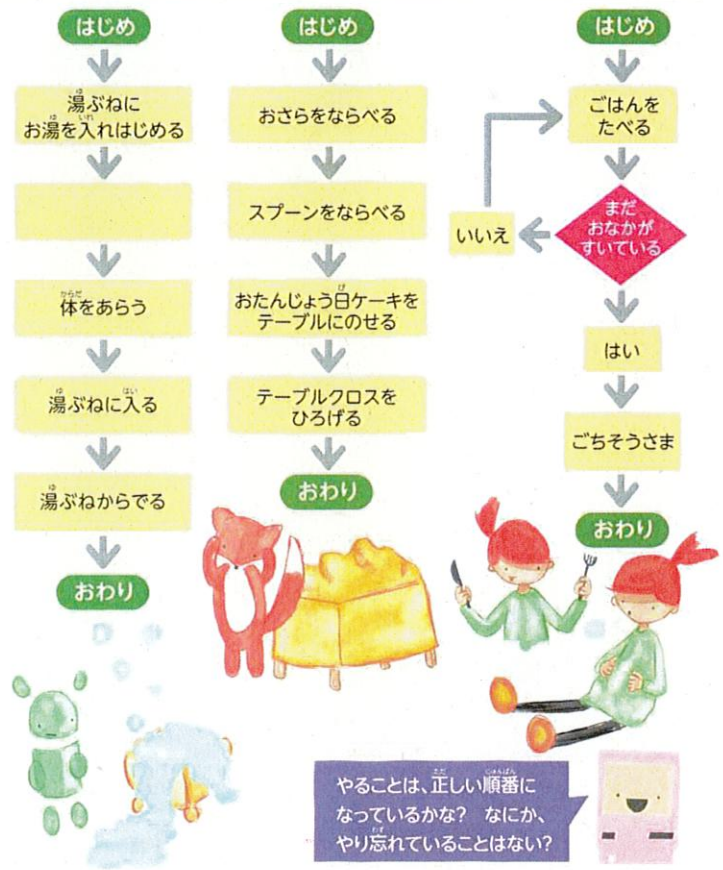 はじめ
湯ぶねに
お湯を入れはじめる
体をあらう
湯ぶねに入る
湯ぶねからでる
おわり
はじめ
おさらをならべる
スプーンをならべる
おたんじょう日ケーキを
テーブルにのせる
テーブルクロスを
ひろげる
おわり
はじめ
ごはんを
たべる
まだ
おなかが
すいている
いいえ
はい
ごちそうさま
おわり
やることは、正しい順番に
なっているかな? なにか、
やり忘れていることはない?